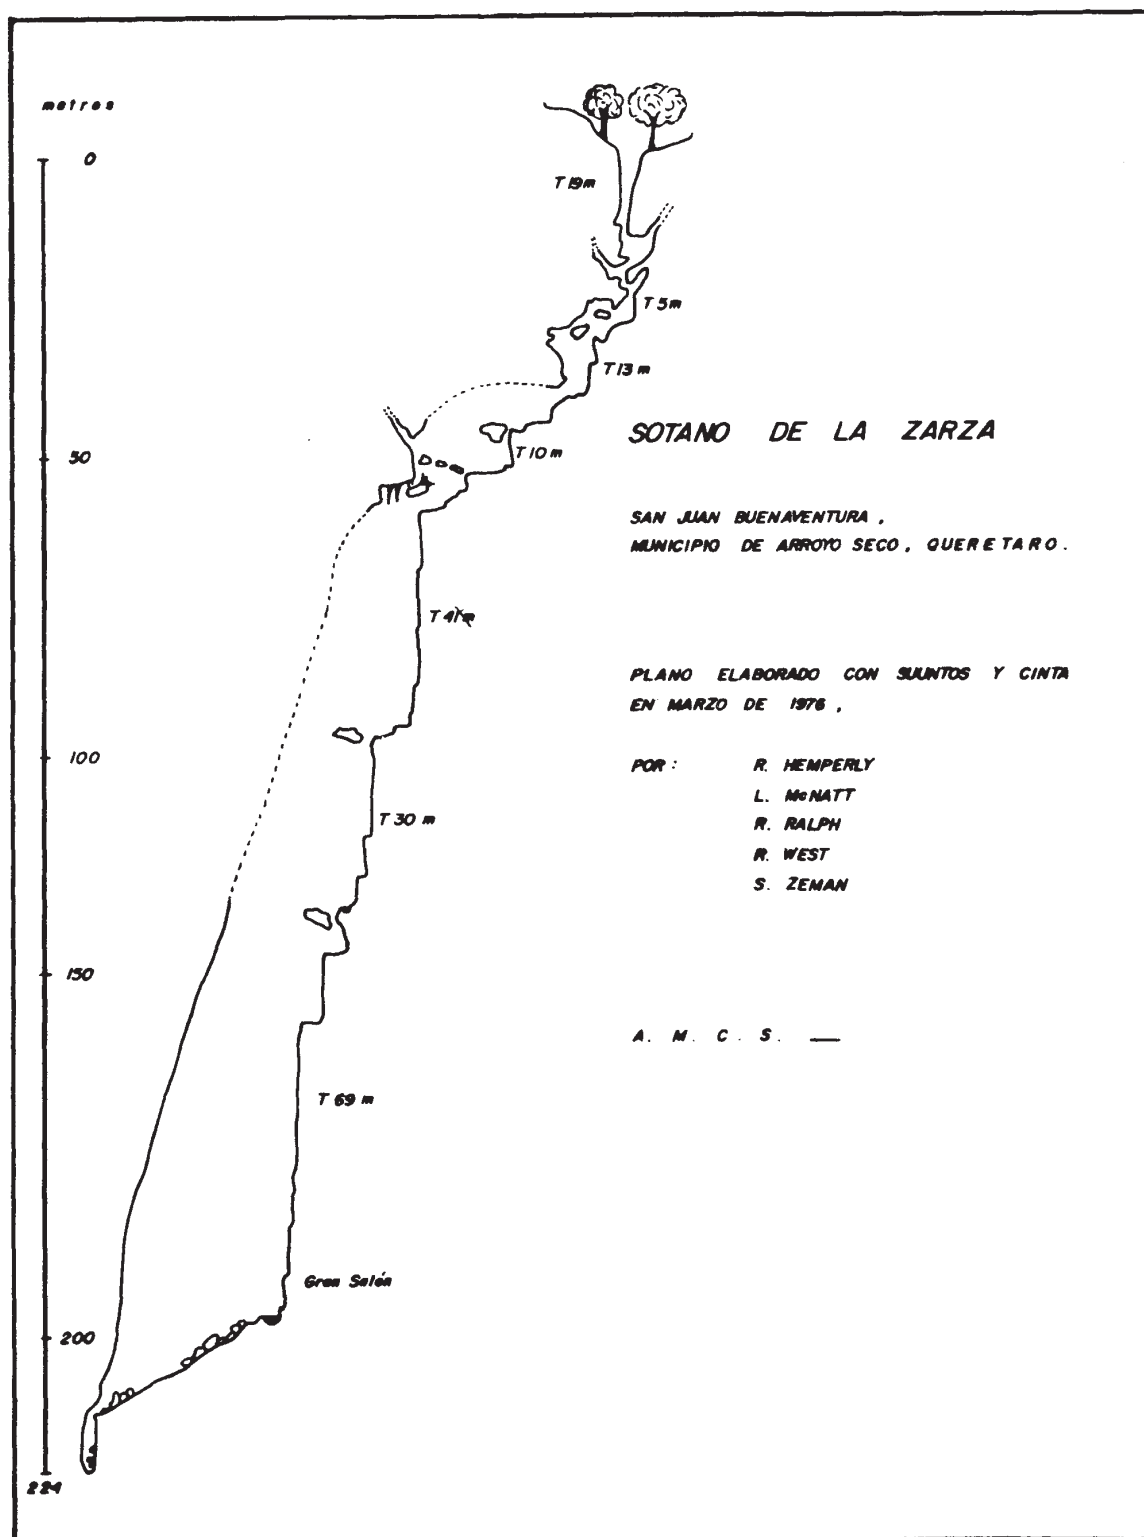 metros
0
T 19m
T 5m
T 13 m
SOTANO DE LA ZARZA
T 10 m
50
SAN JUAN BUENAVENTURA ,
MUNICIPIO DE ARROYO SECO , QUERETARO .
T 41 m
PLANO ELABORADO CON SUUNTOS Y CINTA
EN MARZO DE 1976 ,
100
POR : R. HEMPERLY
L. McNATT
T 30 m
R. RALPH
R. WEST
S. ZEMAN
150
A. M. C. S.
T 69 m
Gran Salón
200
224